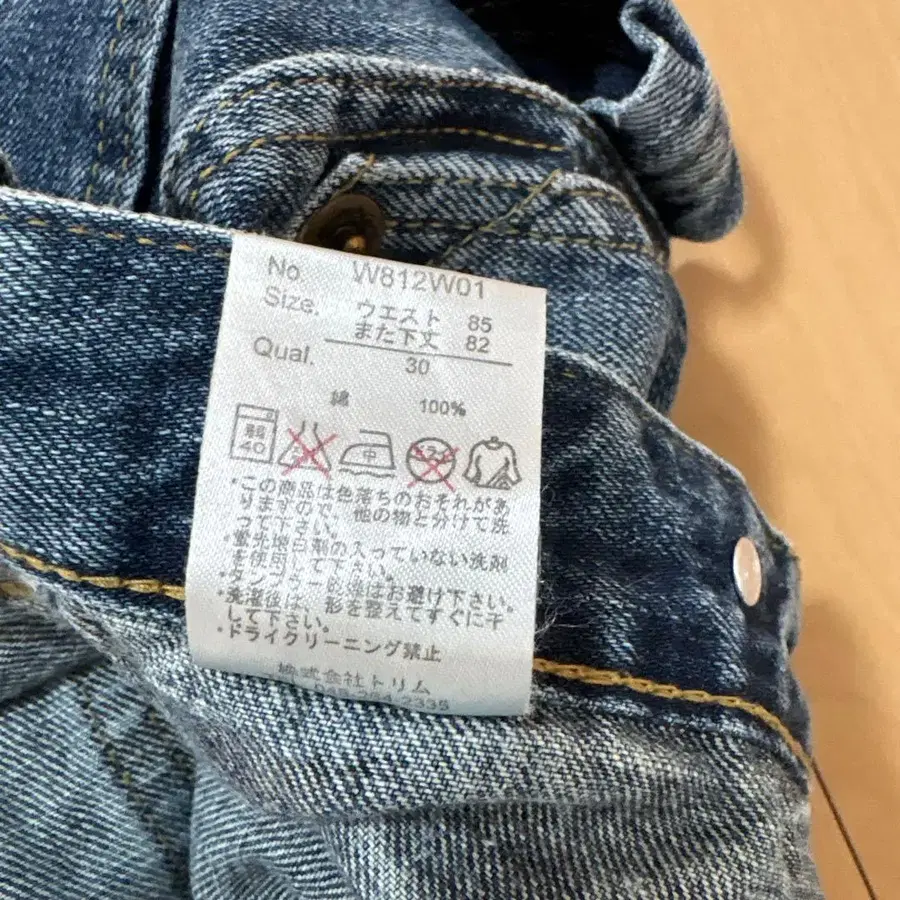 No. W812W01
Size. ウエスト 85
また下丈 82
30
Qual.
綿 100%
40 中
・この商品は色落ちのおそれがあ
りますので、他の物と分けて洗
って下さい。
・蛍光増白剤の入っていない洗剤
を使用して下さい。
・タンブラー乾燥はお避け下さい。
・洗濯後は、形を整えてすぐに干
して下さい。
・ドライクリーニング禁止
株式会社トリム